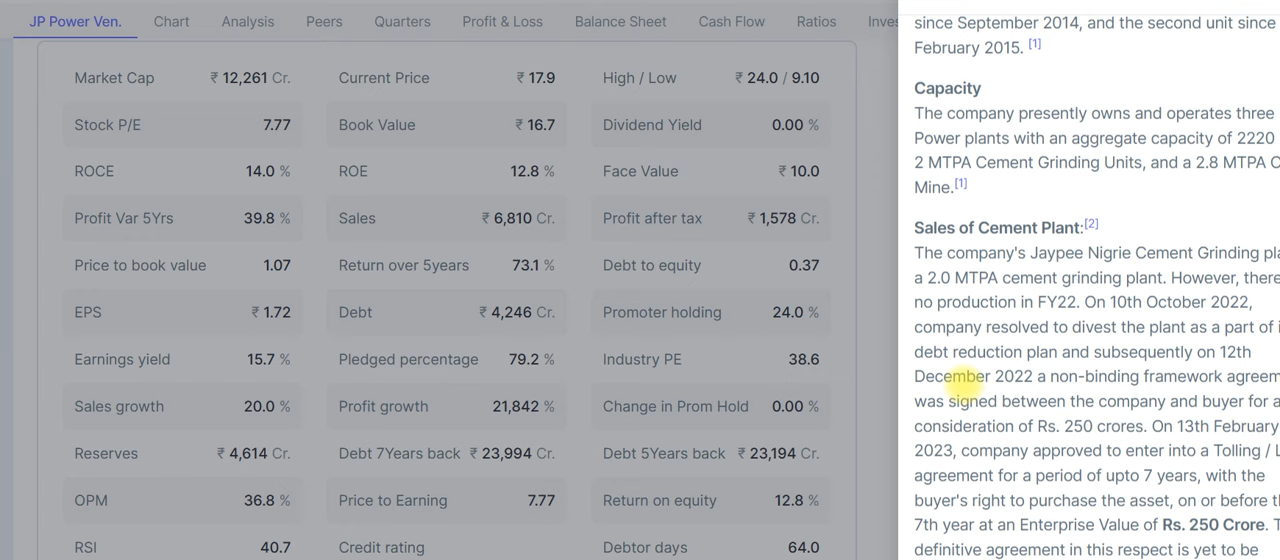 JP Power Ven. Chart Analysis Peers Quarters Profit & Loss Balance Sheet Cash Flow Ratios
Market Cap ₹ 12,261 Cr. Current Price ₹ 17.9 High / Low ₹ 24.0 / 9.10
Stock P/E 7.77 Book Value ₹ 16.7 Dividend Yield 0.00 %
ROCE 14.0 % ROE 12.8 % Face Value ₹ 10.0
Profit Var 5Yrs 39.8 % Sales ₹ 6,810 Cr. Profit after tax ₹ 1,578 Cr.
Price to book value 1.07 Return over 5years 73.1 % Debt to equity 0.37
EPS ₹ 1.72 Debt ₹ 4,246 Cr. Promoter holding 24.0 %
Earnings yield 15.7 % Pledged percentage 79.2 % Industry PE 38.6
Sales growth 20.0 % Profit growth 21,842 % Change in Prom Hold 0.00 %
Reserves ₹ 4,614 Cr. Debt 7Years back ₹ 23,994 Cr. Debt 5Years back ₹ 23,194 Cr.
OPM 36.8 % Price to Earning 7.77 Return on equity 12.8 %
RSI 40.7 Credit rating Debtor days 64.0
since September 2014, and the second unit since
February 2015. [1]
Capacity
The company presently owns and operates three
Power plants with an aggregate capacity of 2220
2 MTPA Cement Grinding Units, and a 2.8 MTPA
Mine.[1]
Sales of Cement Plant:[2]
The company's Jaypee Nigrie Cement Grinding
a 2.0 MTPA cement grinding plant. However, there
no production in FY22. On 10th October 2022,
company resolved to divest the plant as a part of
debt reduction plan and subsequently on 12th
December 2022 a non-binding framework
was signed between the company and buyer for a
consideration of Rs. 250 crores. On 13th February
2023, company approved to enter into a Tolling /
agreement for a period of upto 7 years, with the
buyer's right to purchase the asset, on or before
7th year at an Enterprise Value of Rs. 250 Crore.
definitive agreement in this respect is yet to be